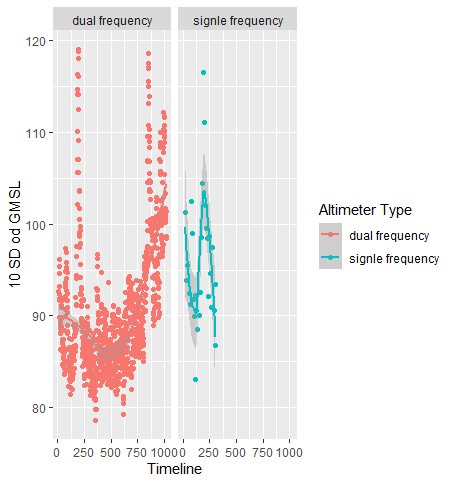 dual frequency
signle frequency
120
110
100
90
80
10 SD od GMSL
0 250 500 750 1000
0 250 500 750 1000
Timeline
Altimeter Type
dual frequency
signle frequency